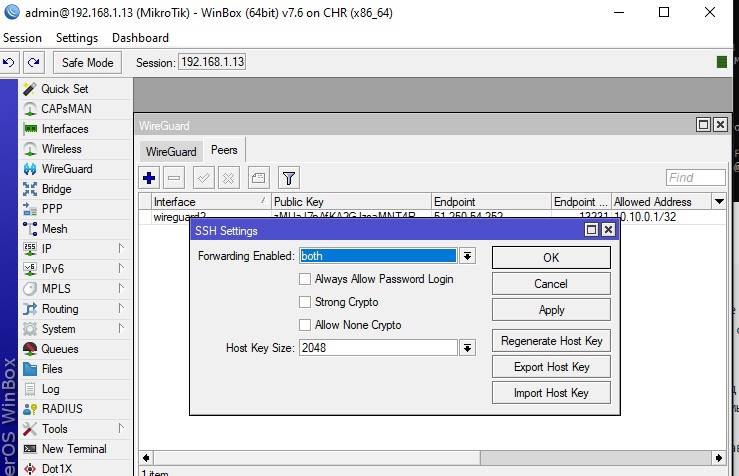 admin@192.168.1.13 (MikroTik) - WinBox (64bit) v7.6 on CHR (x86_64)
Session Settings Dashboard
Safe Mode Session: 192.168.1.13
Quick Set
CAPsMAN
Interfaces
Wireless
WireGuard
Bridge
PPP
Mesh
IP
IPv6
MPLS
Routing
System
Queues
Files
Log
RADIUS
Tools
New Terminal
Dot1X
erOS WinBox
WireGuard
WireGuard Peers
Find
Interface Public Key Endpoint Endpoint ... Allowed Address
wireguard2 51.250.54.252 13231 10.10.0.1/32
SSH Settings
Forwarding Enabled: both
Always Allow Password Login
Strong Crypto
Allow None Crypto
Host Key Size: 2048
OK
Cancel
Apply
Regenerate Host Key
Export Host Key
Import Host Key
1 item